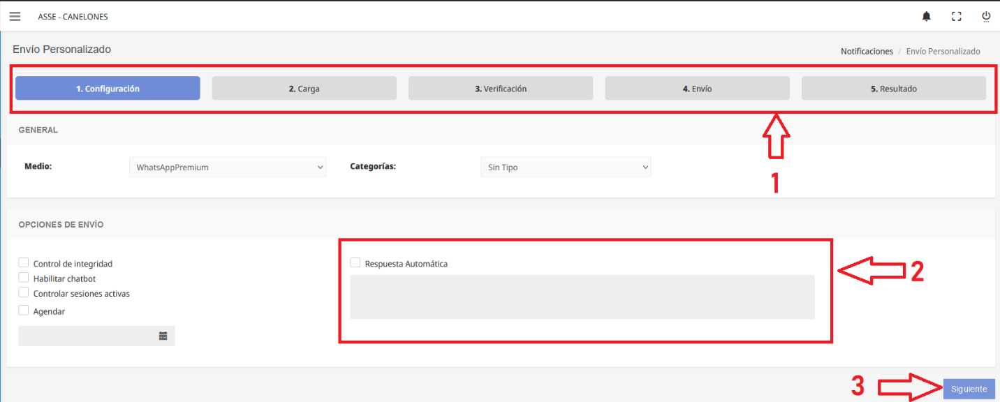 ASSE - CANELONES
Envío Personalizado
Notificaciones / Envío Personalizado
1. Configuración
2. Carga
3. Verificación
4. Envío
5. Resultado
GENERAL
Medio:
WhatsAppPremium
Categorías:
Sin Tipo
1
OPCIONES DE ENVÍO
Control de integridad
Habilitar chatbot
Controlar sesiones activas
Agendar
Respuesta Automática
2
3
Siguiente